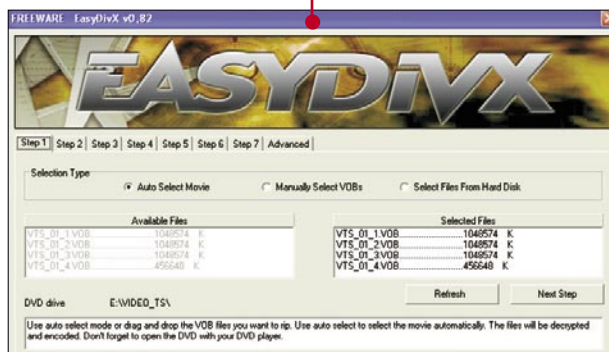 FREEWARE EasyDivX v0,82
EASYDiVX
Step 1 Step 2 Step 3 Step 4 Step 5 Step 6 Step 7 Advanced
Selection Type
Auto Select Movie Manually Select VOBs Select Files From Hard Disk
Available Files
VTS_01_1.VOB..........................1048574 K
VTS_01_2.VOB..........................1048574 K
VTS_01_3.VOB..........................1048574 K
VTS_01_4.VOB..........................456648 K
Selected Files
VTS_01_1.VOB..........................1048574 K
VTS_01_2.VOB..........................1048574 K
VTS_01_3.VOB..........................1048574 K
VTS_01_4.VOB..........................456648 K
DVD drive E:\VIDEO_TS\
Refresh Next Step
Use auto select mode or drag and drop the VOB files you want to rip. Use auto select to select the movie automatically. The files will be decrypted
and encoded. Don't forget to open the DVD with your DVD player.